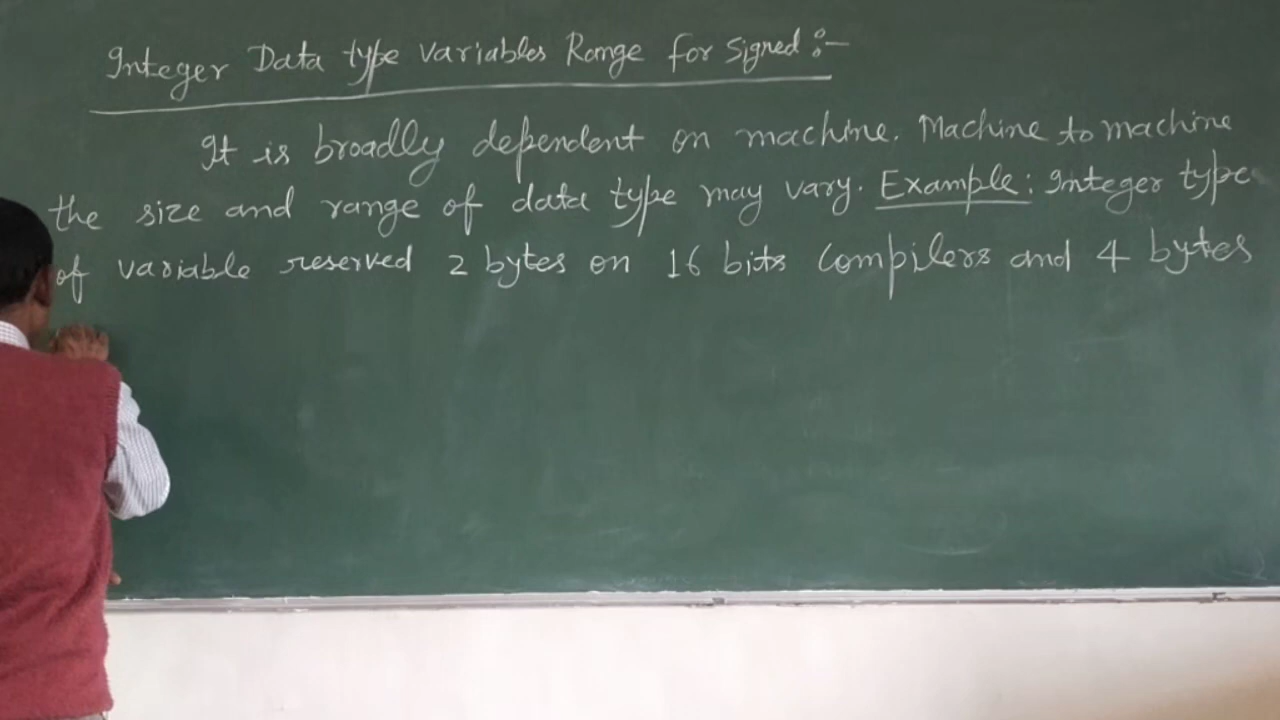 Integer Data type variables Range for Signed :-
It is broadly dependent on machine. Machine to machine
the size and range of data type may vary. Example: Integer type
of variable reserved 2 bytes on 16 bits compilers and 4 bytes